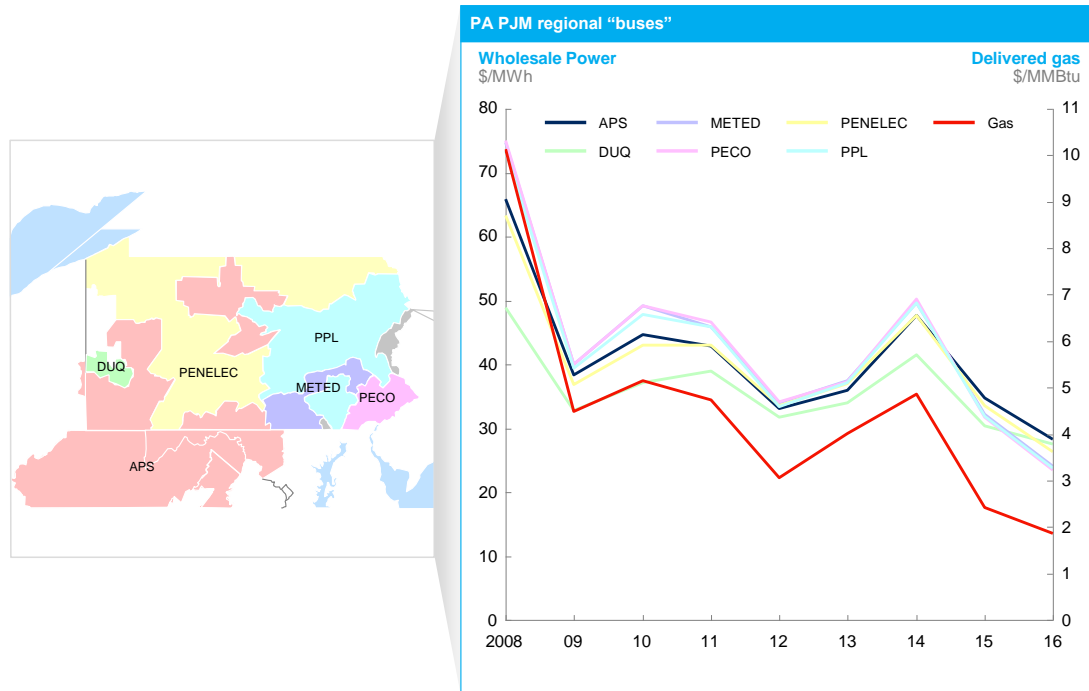 PA PJM regional “buses”
Wholesale Power
$/MWh
Delivered gas
$/MMBtu
80
70
60
50
40
30
20
10
0
11
10
9
8
7
6
5
4
3
2
1
0
APS
METED
PENELEC
Gas
DUQ
PECO
PPL
2008 09 10 11 12 13 14 15 16
PPL
DUQ
PENELEC
METED
PECO
APS